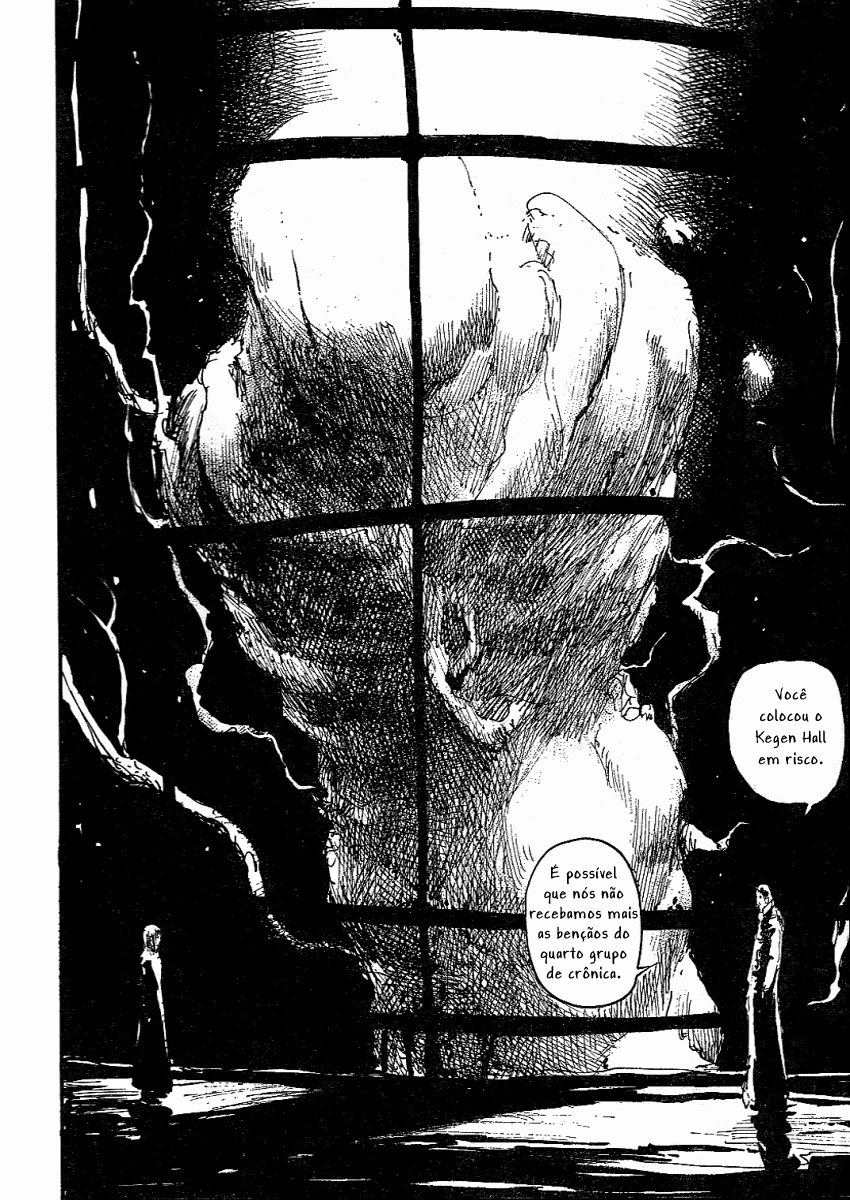 Você
colocou o
Kegen Hall
em risco.
É possível
que nós não
recebamos mais
as bençãos do
quarto grupo
de crônica.